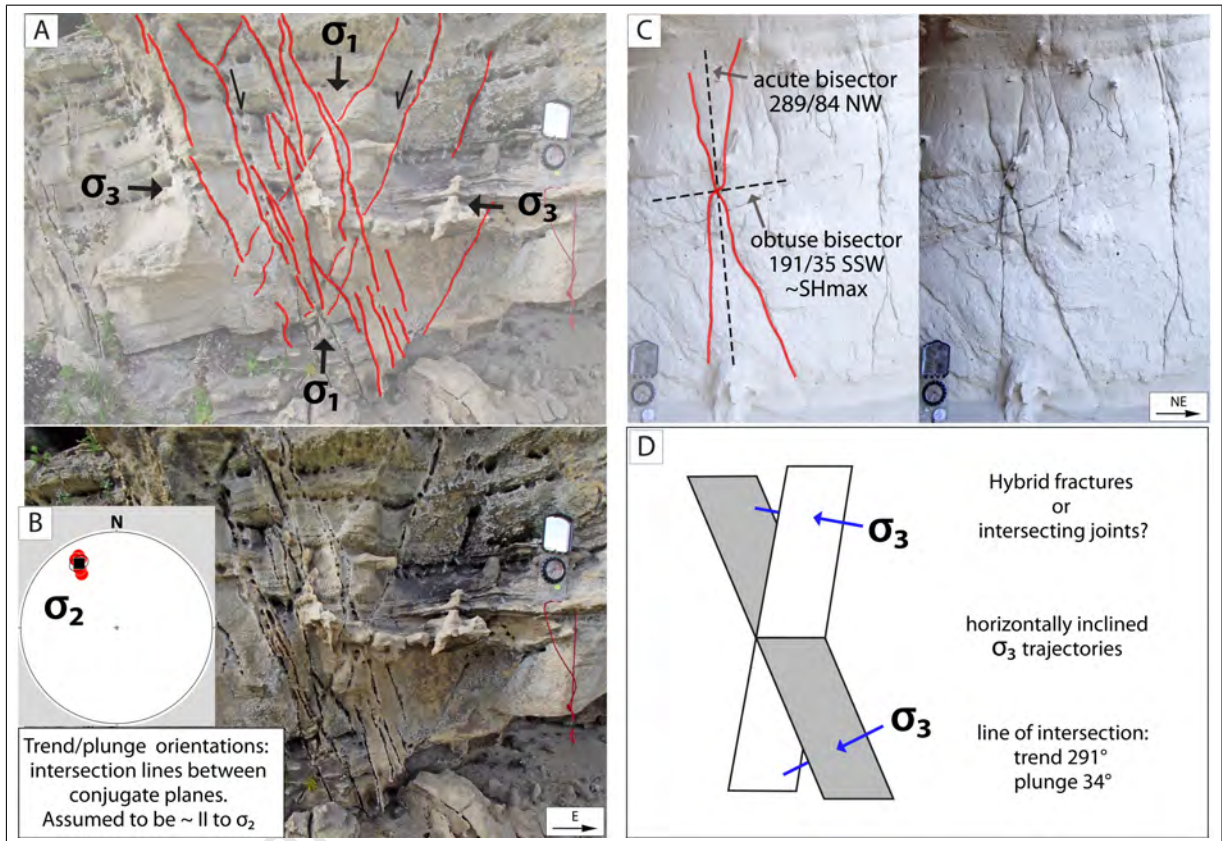 A
σ1
σ3
σ3
σ1
B
N
σ2
Trend/plunge orientations:
intersection lines between
conjugate planes.
Assumed to be ~ II to σ2
E
C
acute bisector
289/84 NW
obtuse bisector
191/35 SSW
~SHmax
NE
D
σ3
σ3
Hybrid fractures
or
intersecting joints?
horizontally inclined
σ3 trajectories
line of intersection:
trend 291°
plunge 34°